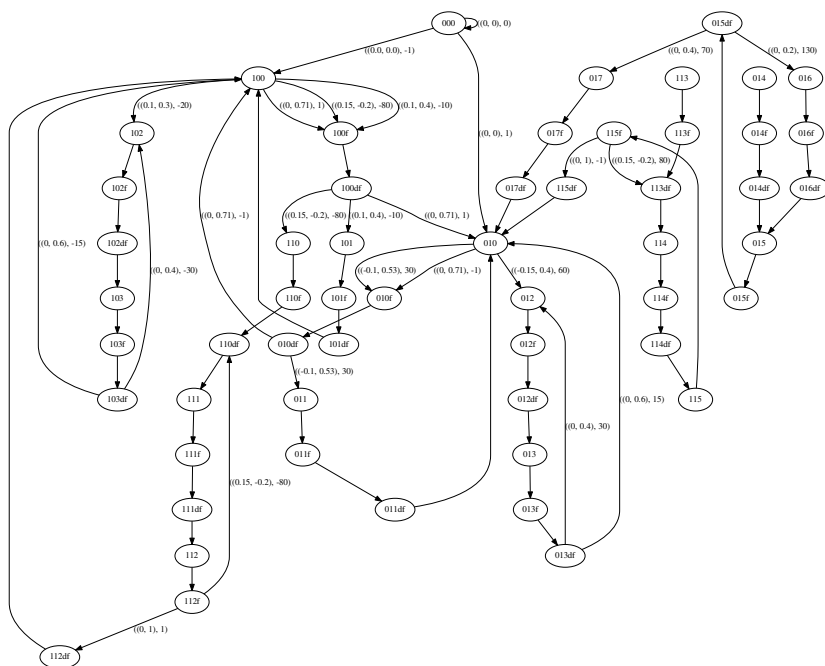 000
((0, 0), 0)
015df
((0.0, 0.0), -1)
((0, 0.4), 70)
((0, 0.2), 130)
100
017
113
014
016
((0.1, 0.3), -20)
((0, 0.71), 1)
((0.15, -0.2), -80)
((0.1, 0.4), -10)
102
100f
((0, 0), 1)
017f
115f
113f
014f
016f
((0, 1), -1)
((0.15, -0.2), 80)
102f
100df
017df
115df
113df
014df
016df
((0, 0.71), -1)
((0.15, -0.2), -80)
((0.1, 0.4), -10)
((0, 0.71), 1)
102df
110
101
010
114
015
((0, 0.6), -15)
((0, 0.4), -30)
((-0.1, 0.53), 30)
((0, 0.71), -1)
((-0.15, 0.4), 60)
103
110f
101f
010f
012
114f
015f
103f
110df
010df
101df
012f
114df
((-0.1, 0.53), 30)
103df
111
011
012df
((0, 0.6), 15)
115
((0, 0.4), 30)
111f
011f
013
((0.15, -0.2), -80)
111df
011df
013f
112
013df
112f
((0, 1), 1)
112df